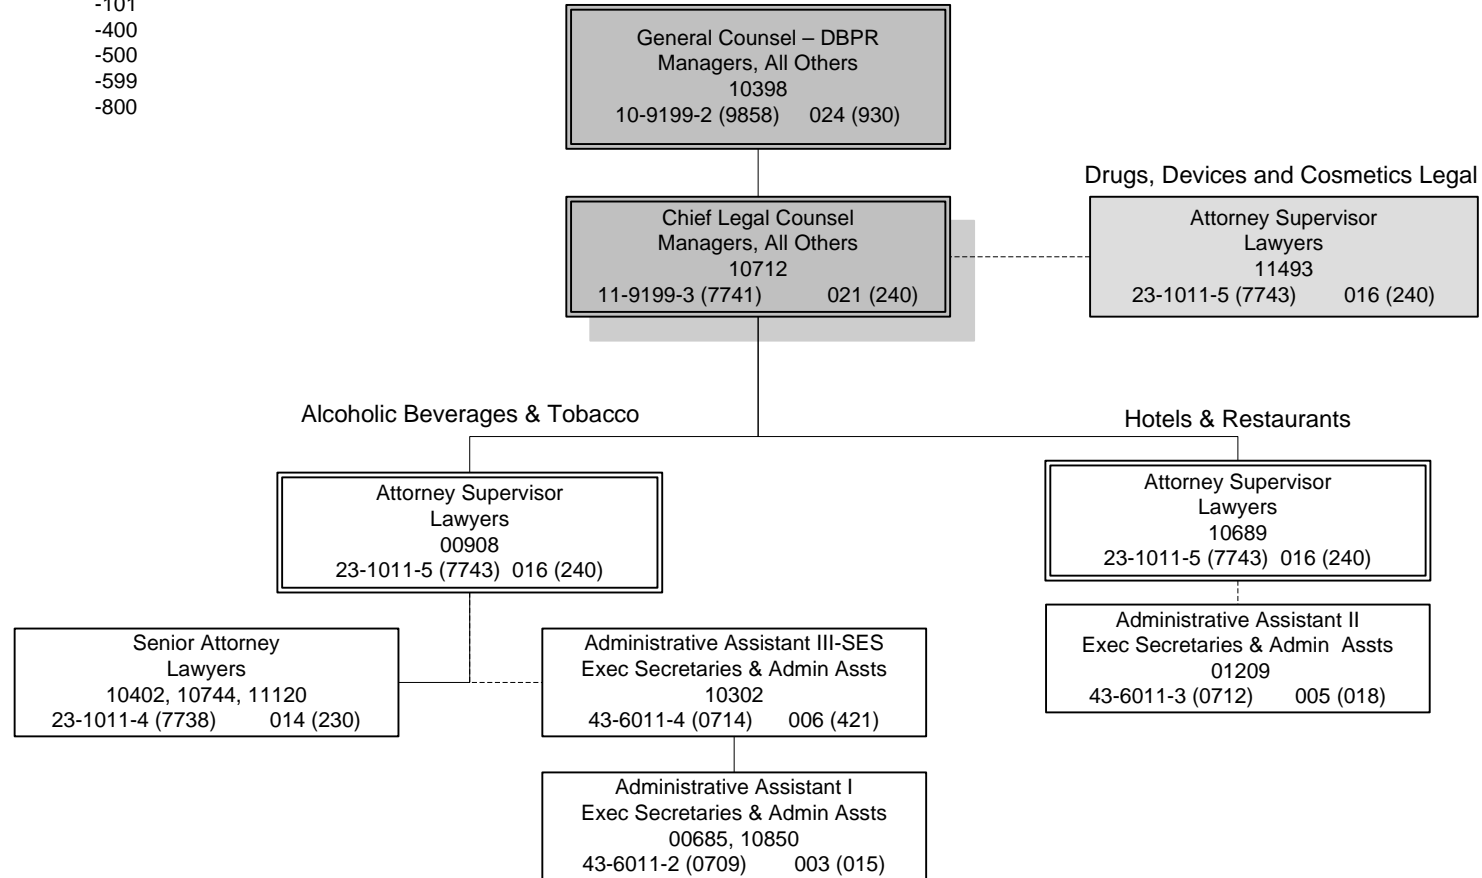 -101
-400
-500
-599
-800
General Counsel – DBPR
Managers, All Others
10398
10-9199-2 (9858) 024 (930)
Chief Legal Counsel
Managers, All Others
10712
11-9199-3 (7741) 021 (240)
Drugs, Devices and Cosmetics Legal
Attorney Supervisor
Lawyers
11493
23-1011-5 (7743) 016 (240)
Alcoholic Beverages & Tobacco
Attorney Supervisor
Lawyers
00908
23-1011-5 (7743) 016 (240)
Hotels & Restaurants
Attorney Supervisor
Lawyers
10689
23-1011-5 (7743) 016 (240)
Senior Attorney
Lawyers
10402, 10744, 11120
23-1011-4 (7738) 014 (230)
Administrative Assistant III-SES
Exec Secretaries & Admin Assts
10302
43-6011-4 (0714) 006 (421)
Administrative Assistant II
Exec Secretaries & Admin Assts
01209
43-6011-3 (0712) 005 (018)
Administrative Assistant I
Exec Secretaries & Admin Assts
00685, 10850
43-6011-2 (0709) 003 (015)